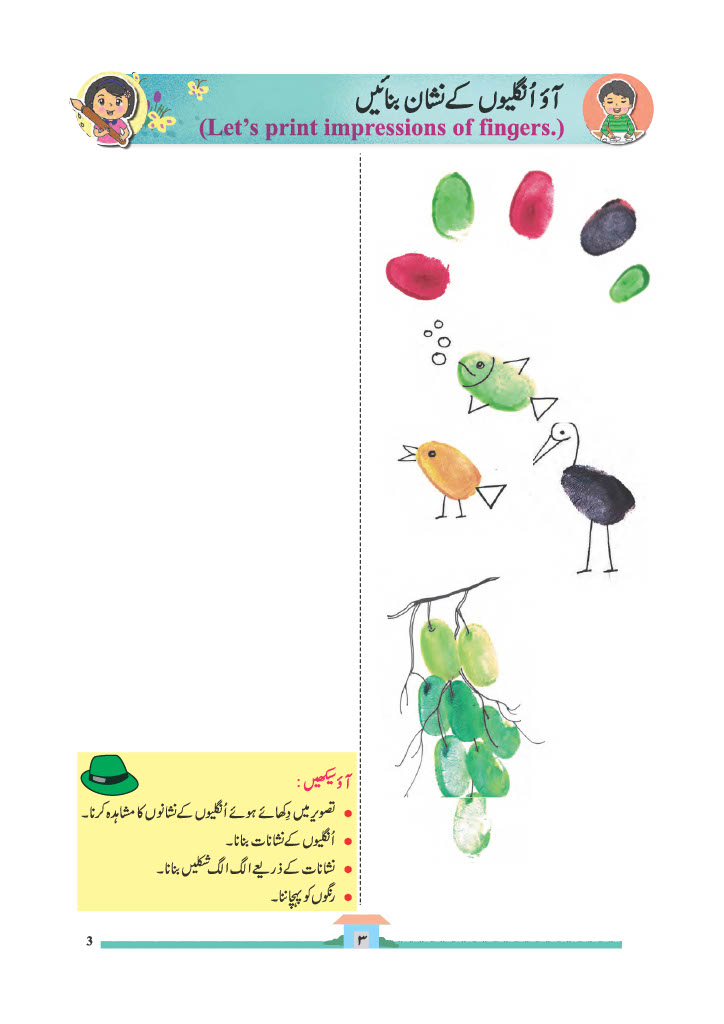 آؤ اُنگلیوں کے نشان بنائیں
(Let's print impressions of fingers.)
آؤ سیکھیں :
• تصویر میں دِکھائے ہوئے اُنگلیوں کے نشانوں کا مشاہدہ کرنا۔
• اُنگلیوں کے نشانات بنانا۔
• نشانات کے ذریعے الگ الگ شکلیں بنانا۔
• رنگوں کو پہچاننا۔
3
۳